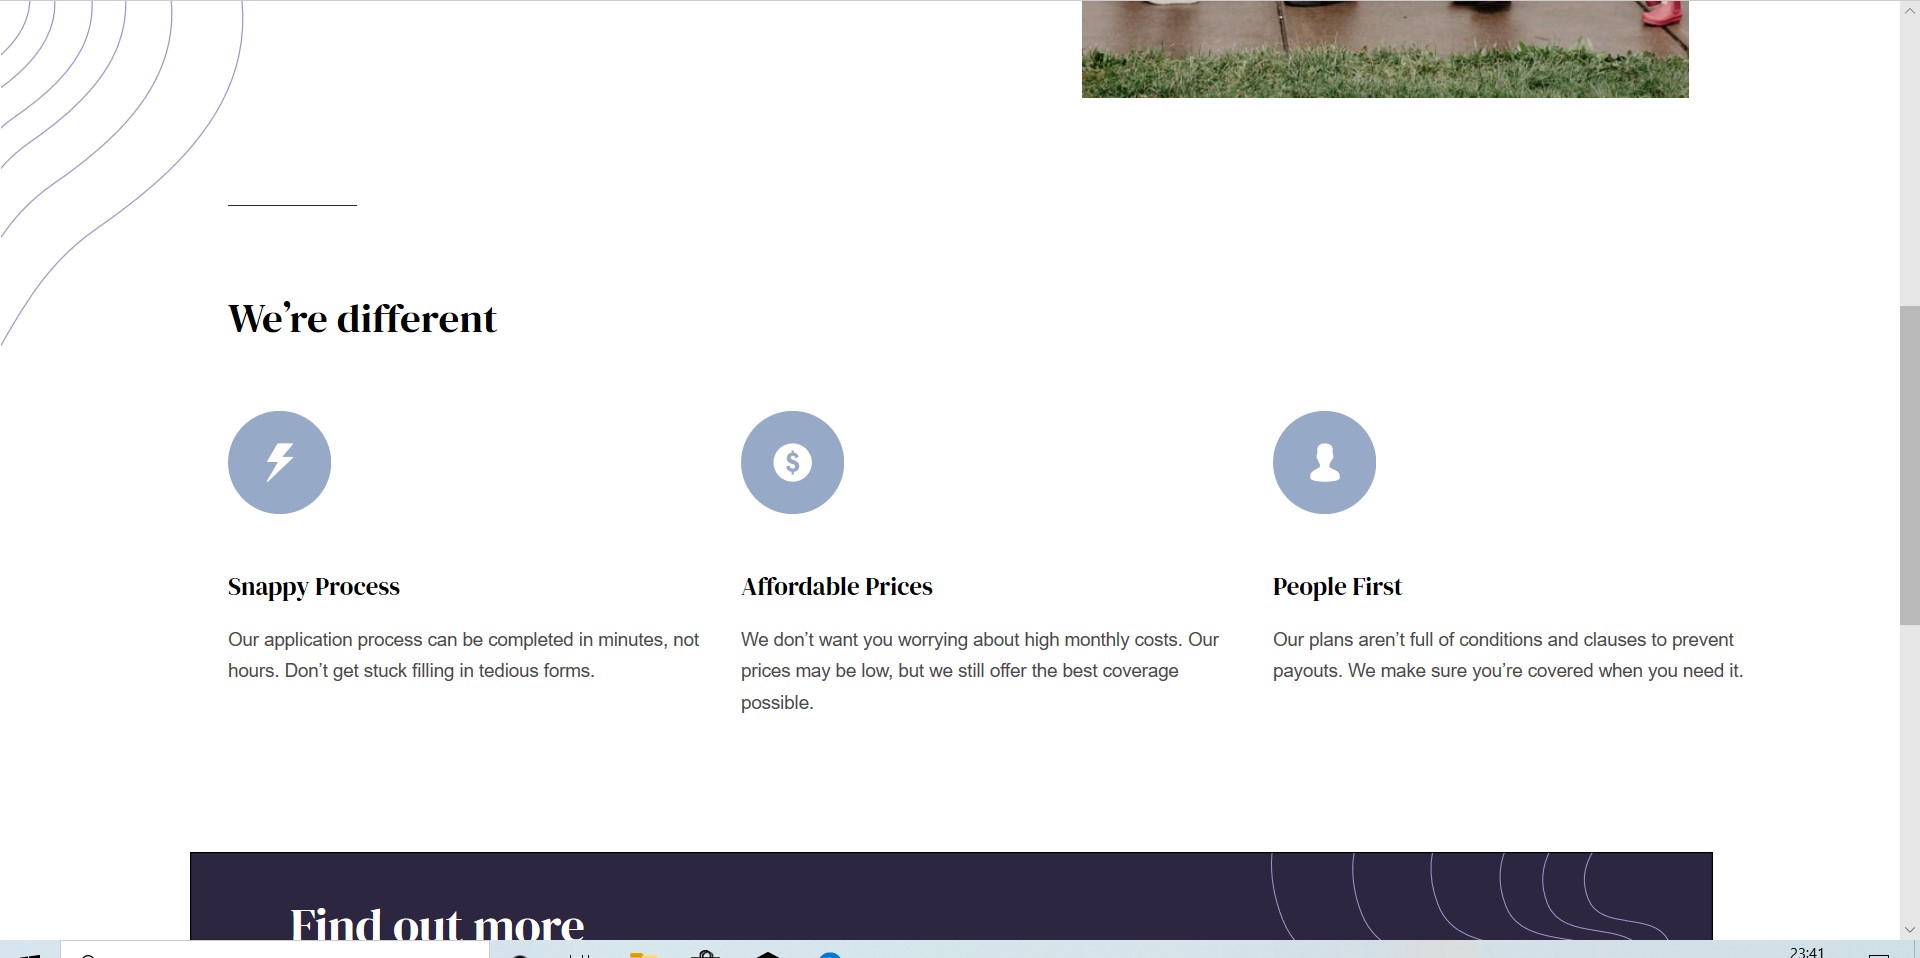 We’re different
Snappy Process
Our application process can be completed in minutes, not
hours. Don’t get stuck filling in tedious forms.
Affordable Prices
We don’t want you worrying about high monthly costs. Our
prices may be low, but we still offer the best coverage
possible.
People First
Our plans aren’t full of conditions and clauses to prevent
payouts. We make sure you’re covered when you need it.
Find out more
23:41